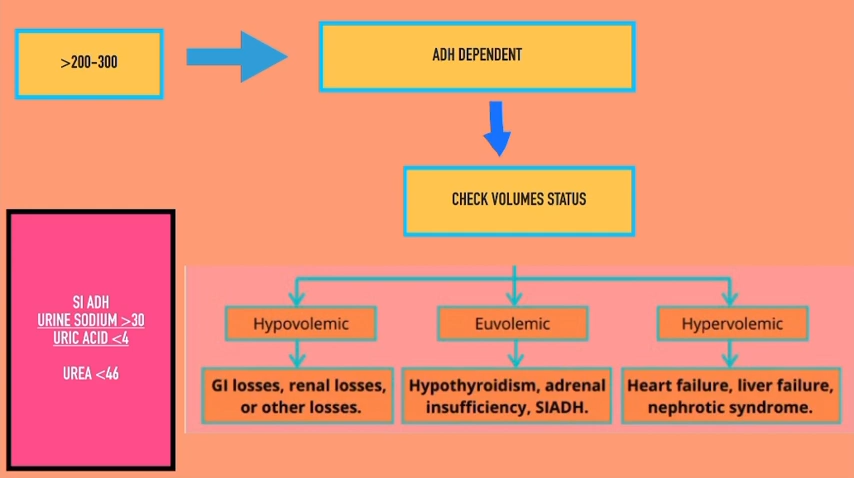 >200-300
ADH DEPENDENT
CHECK VOLUMES STATUS
SI ADH
URINE SODIUM >30
URIC ACID <4
UREA <46
Hypovolemic
Euvolemic
Hypervolemic
GI losses, renal losses,
or other losses.
Hypothyroidism, adrenal
insufficiency, SIADH.
Heart failure, liver failure,
nephrotic syndrome.